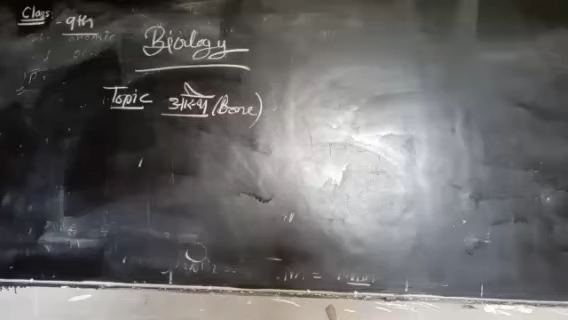 Class - 9th
Biology
Topic अस्थि (Bone)